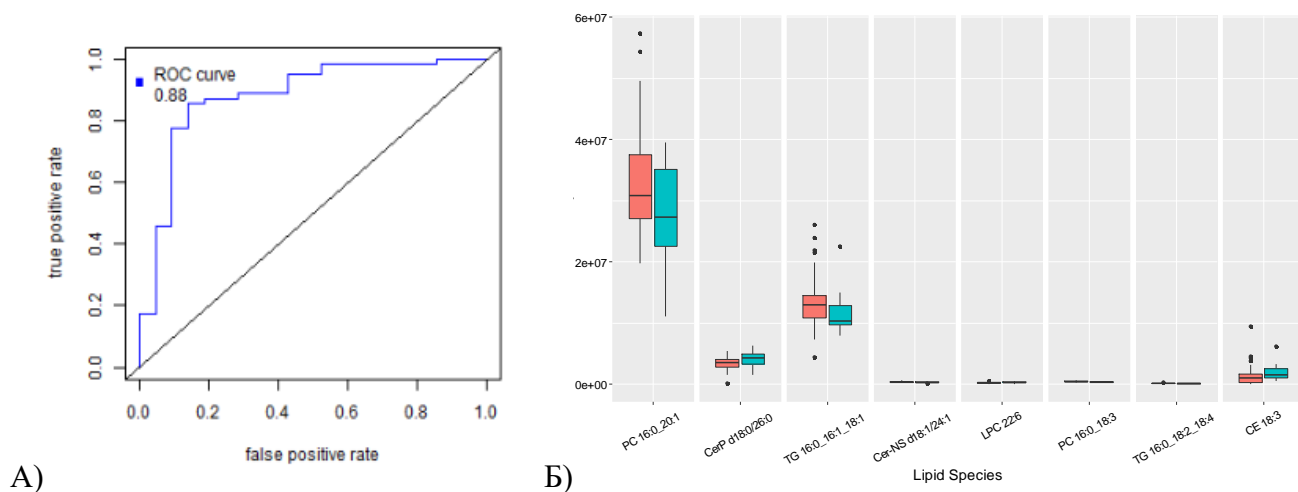 ROC curve
0.88
true positive rate
0.0 0.2 0.4 0.6 0.8 1.0
0.0 0.2 0.4 0.6 0.8 1.0
false positive rate
А)
6e+07
4e+07
2e+07
0e+00
PC 16:0_20:1
CerP d18:0/26:0
TG 16:0_16:1_18:1
Cer-NS d18:1/24:1
LPC 22:6
PC 16:0_18:3
TG 16:0_18:2_18:4
CE 18:3
Lipid Species
Б)